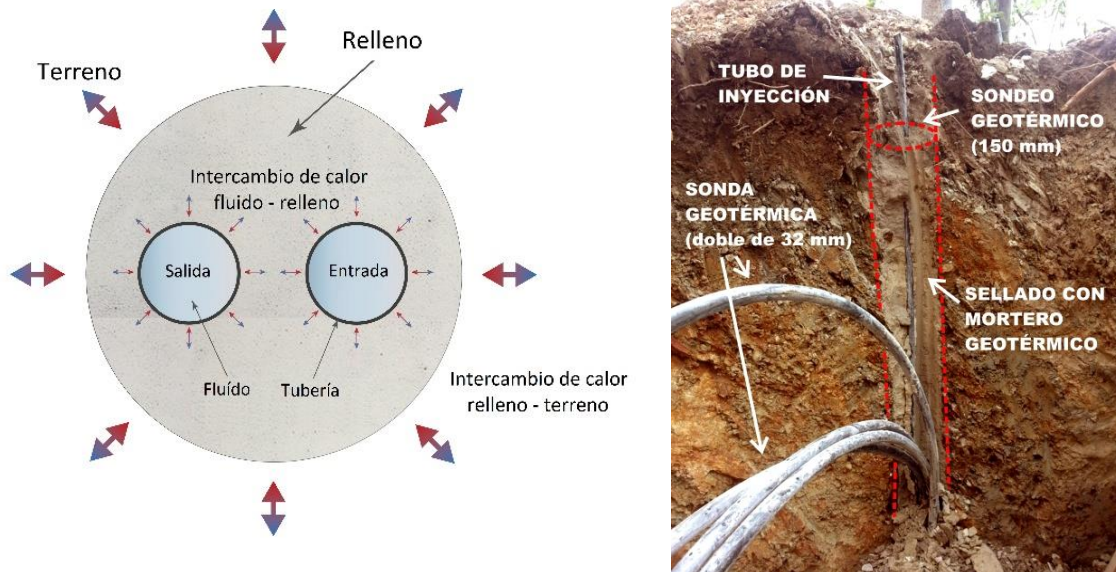 Relleno
Terreno
Intercambio de calor
fluido - relleno
Salida
Entrada
Fluído
Tubería
Intercambio de calor
relleno - terreno
TUBO DE
INYECCIÓN
SONDEO
GEOTÉRMICO
(150 mm)
SONDA
GEOTÉRMICA
(doble de 32 mm)
SELLADO CON
MORTERO
GEOTÉRMICO